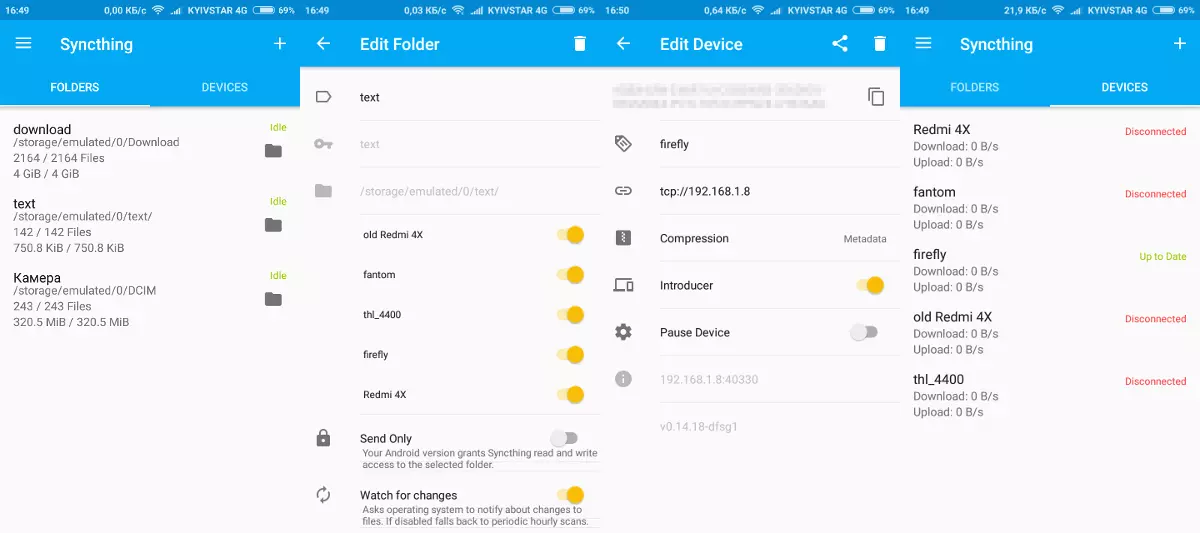 16:49 0,00 КБ/с KYIVSTAR 4G 69%
Syncthing
FOLDERS DEVICES
download Idle
/storage/emulated/0/Download
2164 / 2164 Files
4 GiB / 4 GiB
text Idle
/storage/emulated/0/text/
142 / 142 Files
750.8 KiB / 750.8 KiB
Камера Idle
/storage/emulated/0/DCIM
243 / 243 Files
320.5 MiB / 320.5 MiB
16:49 0,03 КБ/с KYIVSTAR 4G 69%
Edit Folder
text
text
/storage/emulated/0/text/
old Redmi 4X
fantom
thl_4400
firefly
Redmi 4X
Send Only
Your Android version grants Syncthing read and write
access to the selected folder.
Watch for changes
Asks operating system to notify about changes to
files. If disabled falls back to periodic hourly scans.
16:50 0,64 КБ/с KYIVSTAR 4G 69%
Edit Device
firefly
tcp://192.168.1.8
Compression Metadata
Introducer
Pause Device
192.168.1.8:40330
v0.14.18-dfsg1
16:49 21,9 КБ/с KYIVSTAR 4G 69%
Syncthing
FOLDERS DEVICES
Redmi 4X Disconnected
Download: 0 B/s
Upload: 0 B/s
fantom Disconnected
Download: 0 B/s
Upload: 0 B/s
firefly Up to Date
Download: 0 B/s
Upload: 0 B/s
old Redmi 4X Disconnected
Download: 0 B/s
Upload: 0 B/s
thl_4400 Disconnected
Download: 0 B/s
Upload: 0 B/s